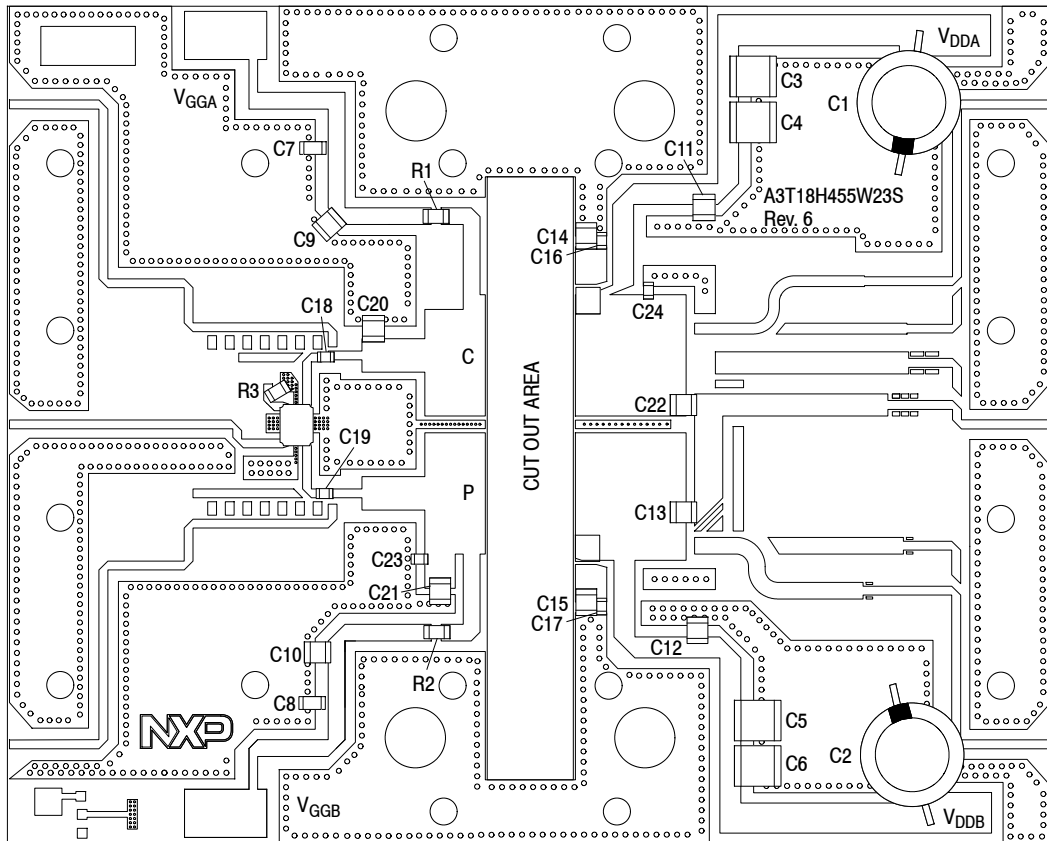 VDDA
C3
C1
VGGA
C4
C7
C11
R1
A3T18H455W23S
Rev. 6
C9
C14
C16
C20
C24
C18
C
R3
C22
CUT OUT AREA
C19
P
C13
C23
C21
C15
C17
C12
C10
R2
C8
C5
NXP
C2
C6
VGGB
VDDB